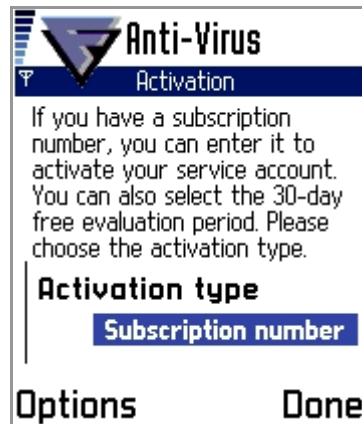 Anti-Virus
Activation
If you have a subscription
number, you can enter it to
activate your service account.
You can also select the 30-day
free evaluation period. Please
choose the activation type.
Activation type
Subscription number
Options Done